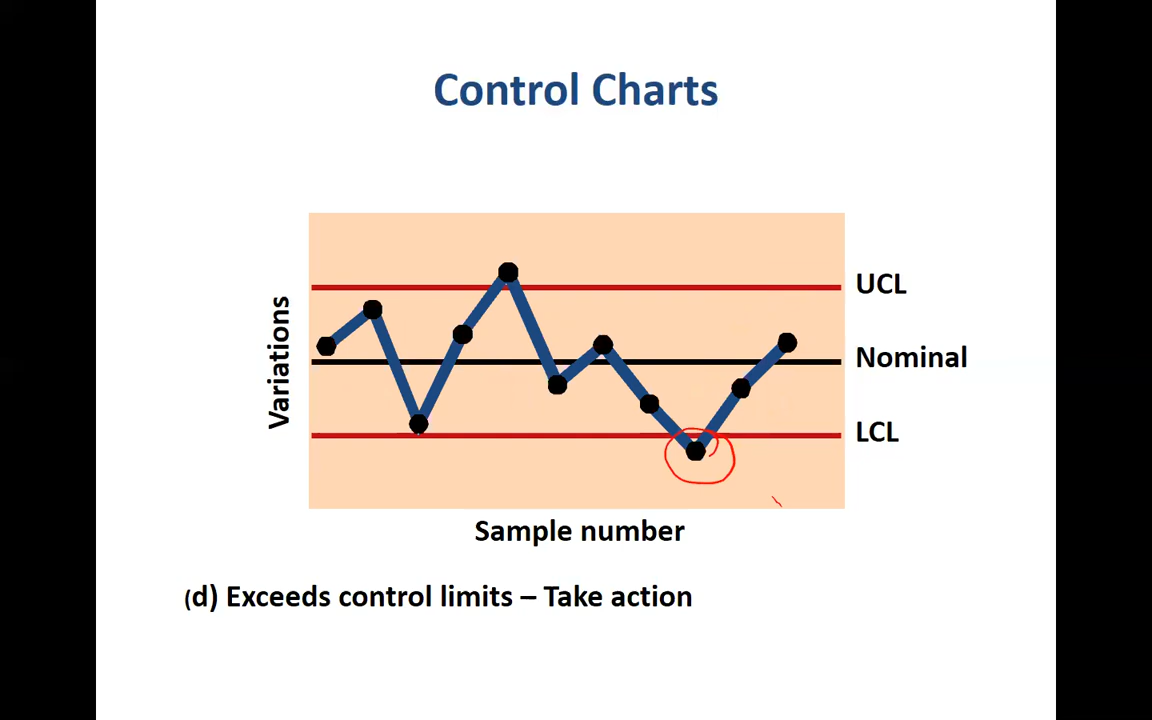 Control Charts
UCL
Variations
Nominal
LCL
Sample number
(d) Exceeds control limits – Take action